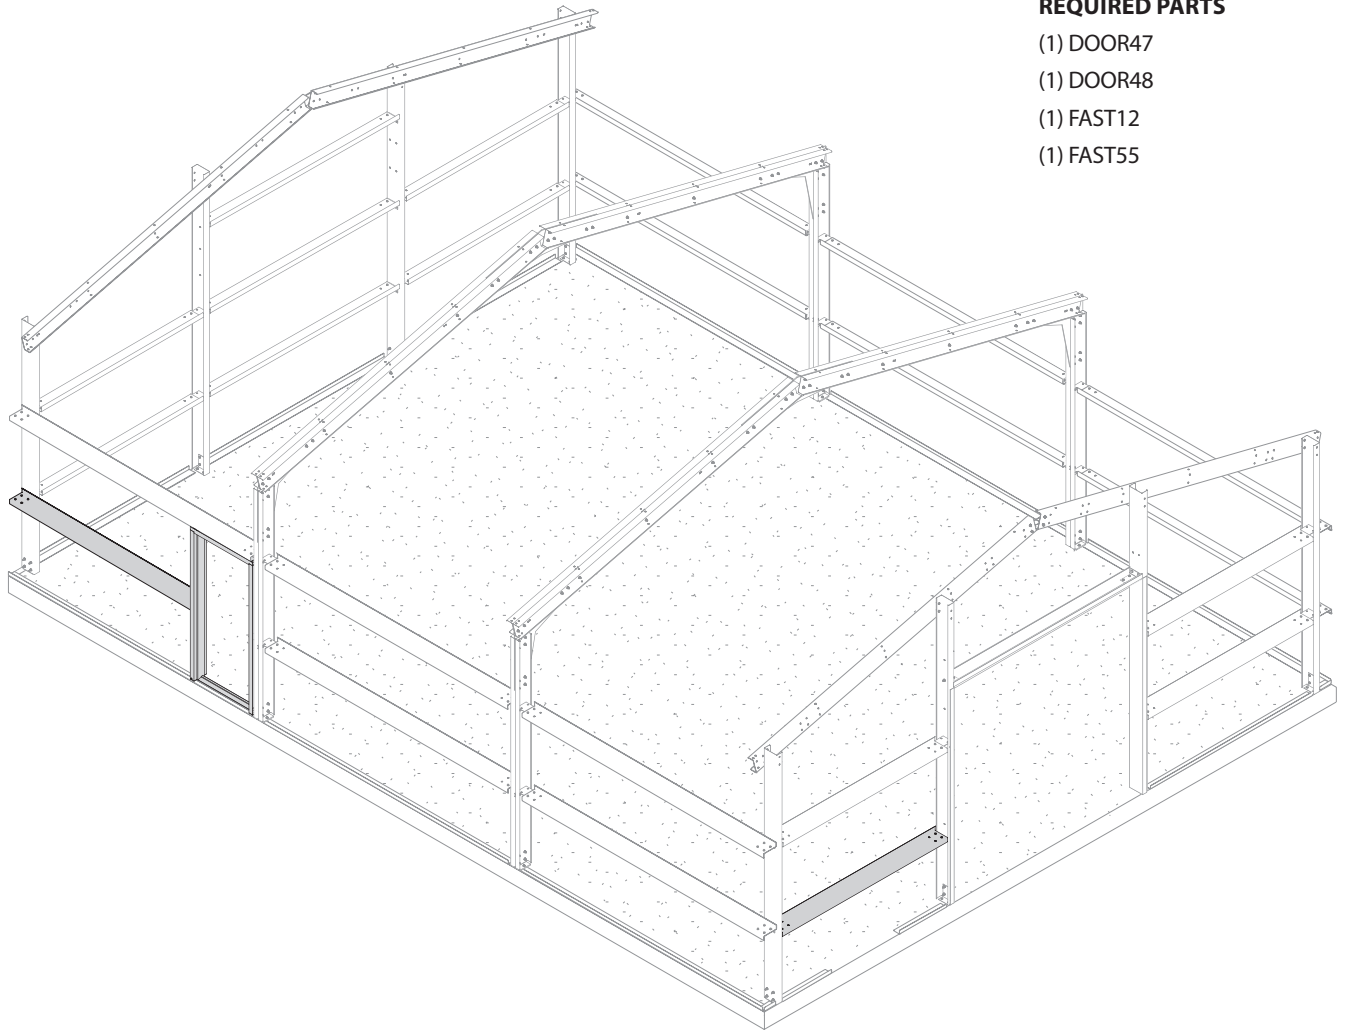 REQUIRED PARTS
(1) DOOR47
(1) DOOR48
(1) FAST12
(1) FAST55